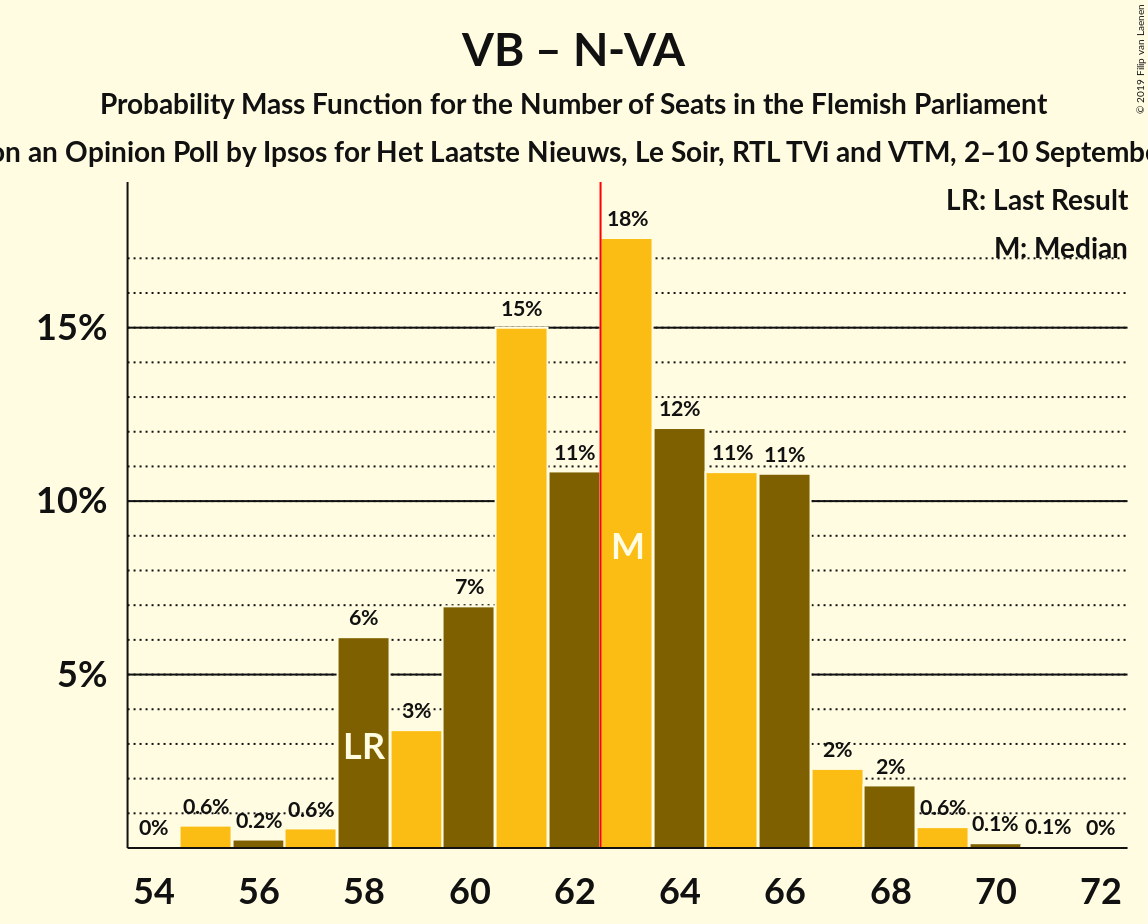 VB – N-VA
Probability Mass Function for the Number of Seats in the Flemish Parliament
on an Opinion Poll by Ipsos for Het Laatste Nieuws, Le Soir, RTL TVi and VTM, 2–10 Septembe
© 2019 Filip van Laenen
LR: Last Result
M: Median
15%
10%
5%
0%
0.6%
0.2%
0.6%
6%
3%
7%
15%
11%
18%
12%
11%
11%
2%
2%
0.6%
0.1%
0.1%
0%
LR
M
54 56 58 60 62 64 66 68 70 72